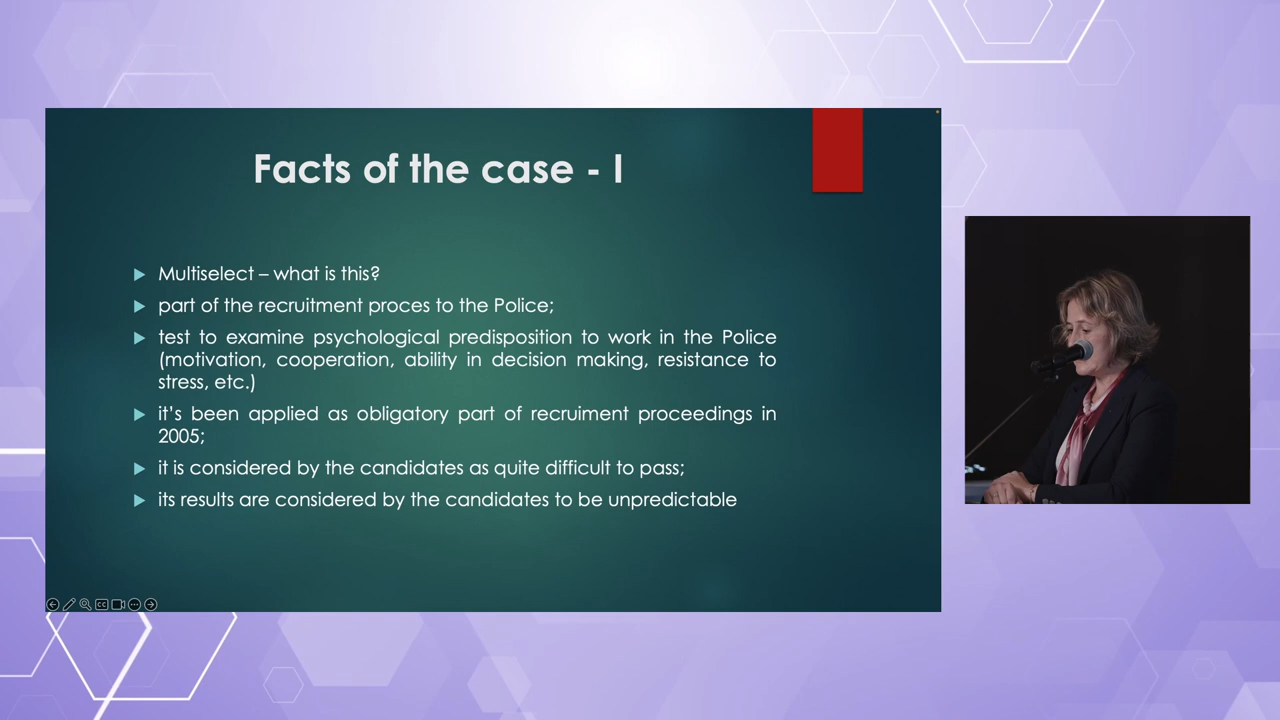 Facts of the case - I
Multiselect – what is this?
part of the recruitment proces to the Police;
test to examine psychological predisposition to work in the Police
(motivation, cooperation, ability in decision making, resistance to
stress, etc.)
it's been applied as obligatory part of recruiment proceedings in
2005;
it is considered by the candidates as quite difficult to pass;
its results are considered by the candidates to be unpredictable